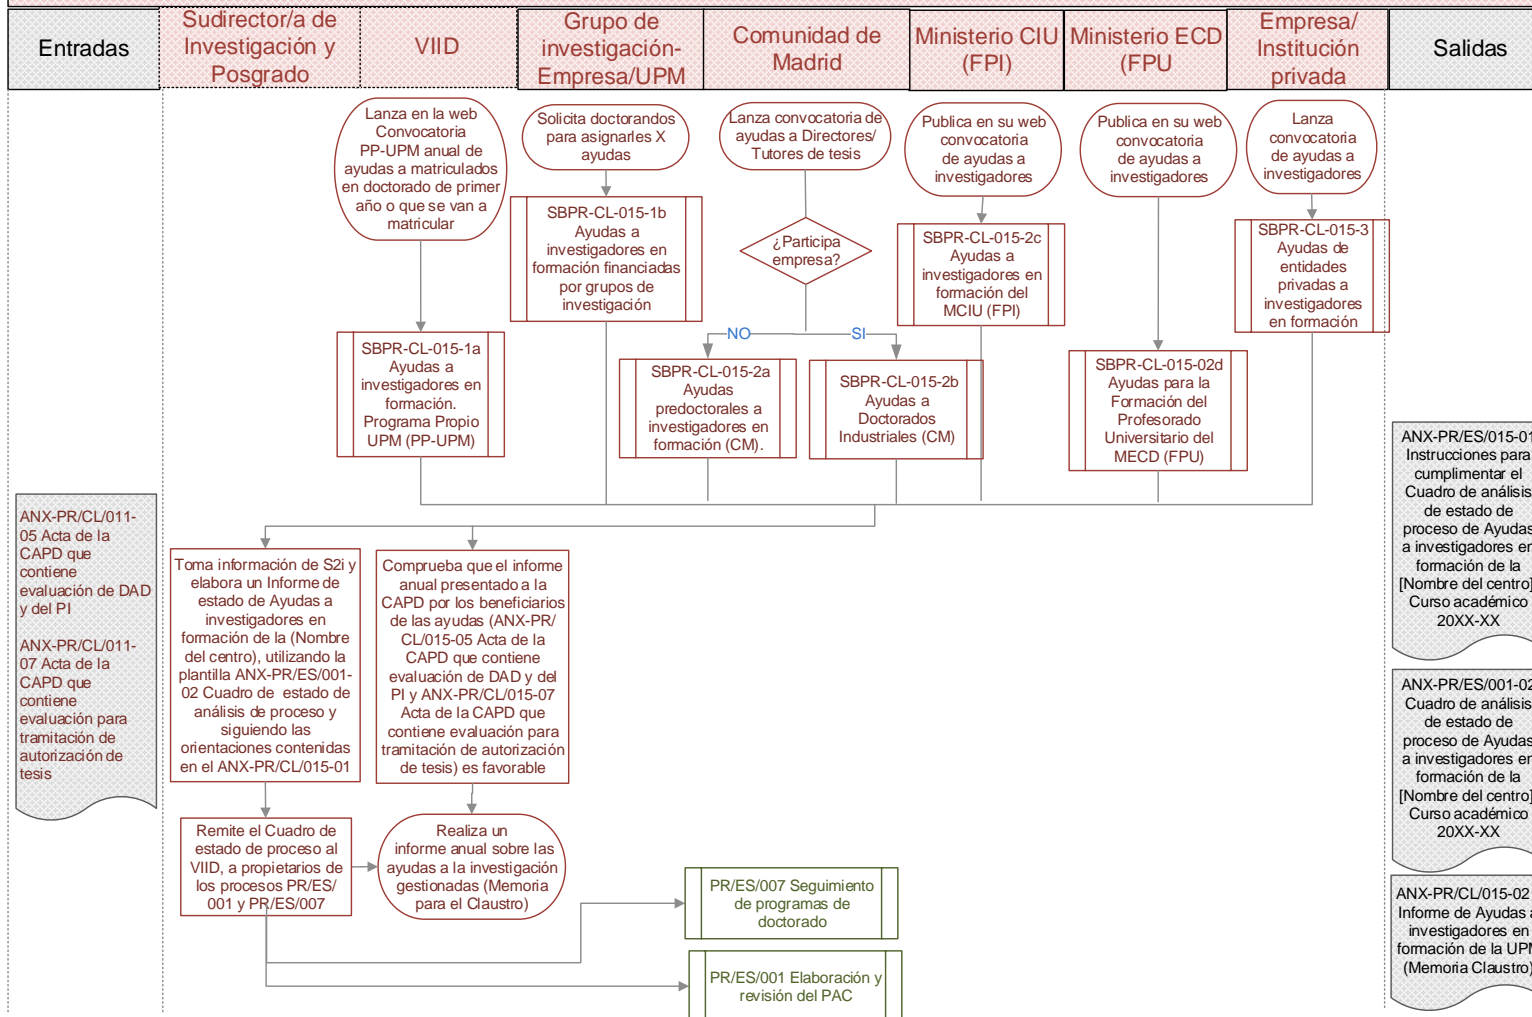 Entradas
Sudirector/a de
Investigación y
Posgrado
VIID
Grupo de
investigación-
Empresa/UPM
Comunidad de
Madrid
Ministerio CIU
(FPI)
Ministerio ECD
(FPU
Empresa/
Institución
privada
Salidas
Lanza en la web
Convocatoria
PP-UPM anual de
ayudas a matriculados
en doctorado de primer
año o que se van a
matricular
Solicita doctorandos
para asignarles X
ayudas
Lanza convocatoria de
ayudas a Directores/
Tutores de tesis
Publica en su web
convocatoria
de ayudas a
investigadores
Publica en su web
convocatoria
de ayudas a
investigadores
Lanza
convocatoria
de ayudas a
investigadores
SBPR-CL-015-1b
Ayudas a
investigadores en
formación financiadas
por grupos de
investigación
¿Participa
empresa?
SBPR-CL-015-2c
Ayudas a
investigadores en
formación del
MCIU (FPI)
SBPR-CL-015-3
Ayudas de
entidades
privadas a
investigadores
en formación
NO
SI
SBPR-CL-015-1a
Ayudas a
investigadores en
formación.
Programa Propio
UPM (PP-UPM)
SBPR-CL-015-2a
Ayudas
predoctorales a
investigadores en
formación (CM).
SBPR-CL-015-2b
Ayudas a
Doctorados
Industriales (CM)
SBPR-CL-015-02d
Ayudas para la
Formación del
Profesorado
Universitario del
MECD (FPU)
ANX-PR/CL/011-
05 Acta de la
CAPD que
contiene
evaluación de DAD
y del PI
ANX-PR/CL/011-
07 Acta de la
CAPD que
contiene
evaluación para
tramitación de
autorización de
tesis
Toma información de S2i y
elabora un Informe de
estado de Ayudas a
investigadores en
formación de la (Nombre
del centro), utilizando la
plantilla ANX-PR/ES/001-
02 Cuadro de estado de
análisis de proceso y
siguiendo las
orientaciones contenidas
en el ANX-PR/CL/015-01
Comprueba que el informe
anual presentado a la
CAPD por los beneficiarios
de las ayudas (ANX-PR/
CL/015-05 Acta de la
CAPD que contiene
evaluación de DAD y del
PI y ANX-PR/CL/015-07
Acta de la CAPD que
contiene evaluación para
tramitación de autorización
de tesis) es favorable
Remite el Cuadro de
estado de proceso al
VIID, a propietarios de
los procesos PR/ES/
001 y PR/ES/007
Realiza un
informe anual sobre las
ayudas a la investigación
gestionadas (Memoria
para el Claustro)
PR/ES/007 Seguimiento
de programas de
doctorado
PR/ES/001 Elaboración y
revisión del PAC
ANX-PR/ES/015-01
Instrucciones para
cumplimentar el
Cuadro de análisis
de estado de
proceso de Ayudas
a investigadores en
formación de la
[Nombre del centro]
Curso académico
20XX-XX
ANX-PR/ES/001-02
Cuadro de análisis
de estado de
proceso de Ayudas
a investigadores en
formación de la
[Nombre del centro]
Curso académico
20XX-XX
ANX-PR/CL/015-02
Informe de Ayudas a
investigadores en
formación de la UPM
(Memoria Claustro)